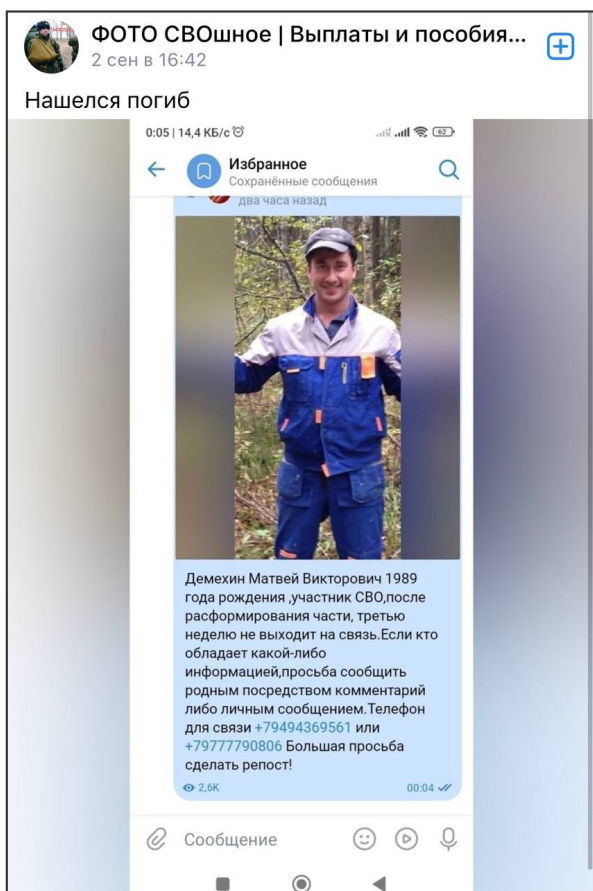 ФОТО СВОшное | Выплаты и пособия...
2 сен в 16:42
Нашелся погиб
0:05 | 14,4 КБ/с
62
Избранное
Сохранённые сообщения
два часа назад
Демехин Матвей Викторович 1989
года рождения ,участник СВО,после
расформирования части, третью
неделю не выходит на связь.Если кто
обладает какой-либо
информацией,просьба сообщить
родным посредством комментарий
либо личным сообщением.Телефон
для связи +79494369561 или
+79777790806 Большая просьба
сделать репост!
2,6K
00:04
Сообщение